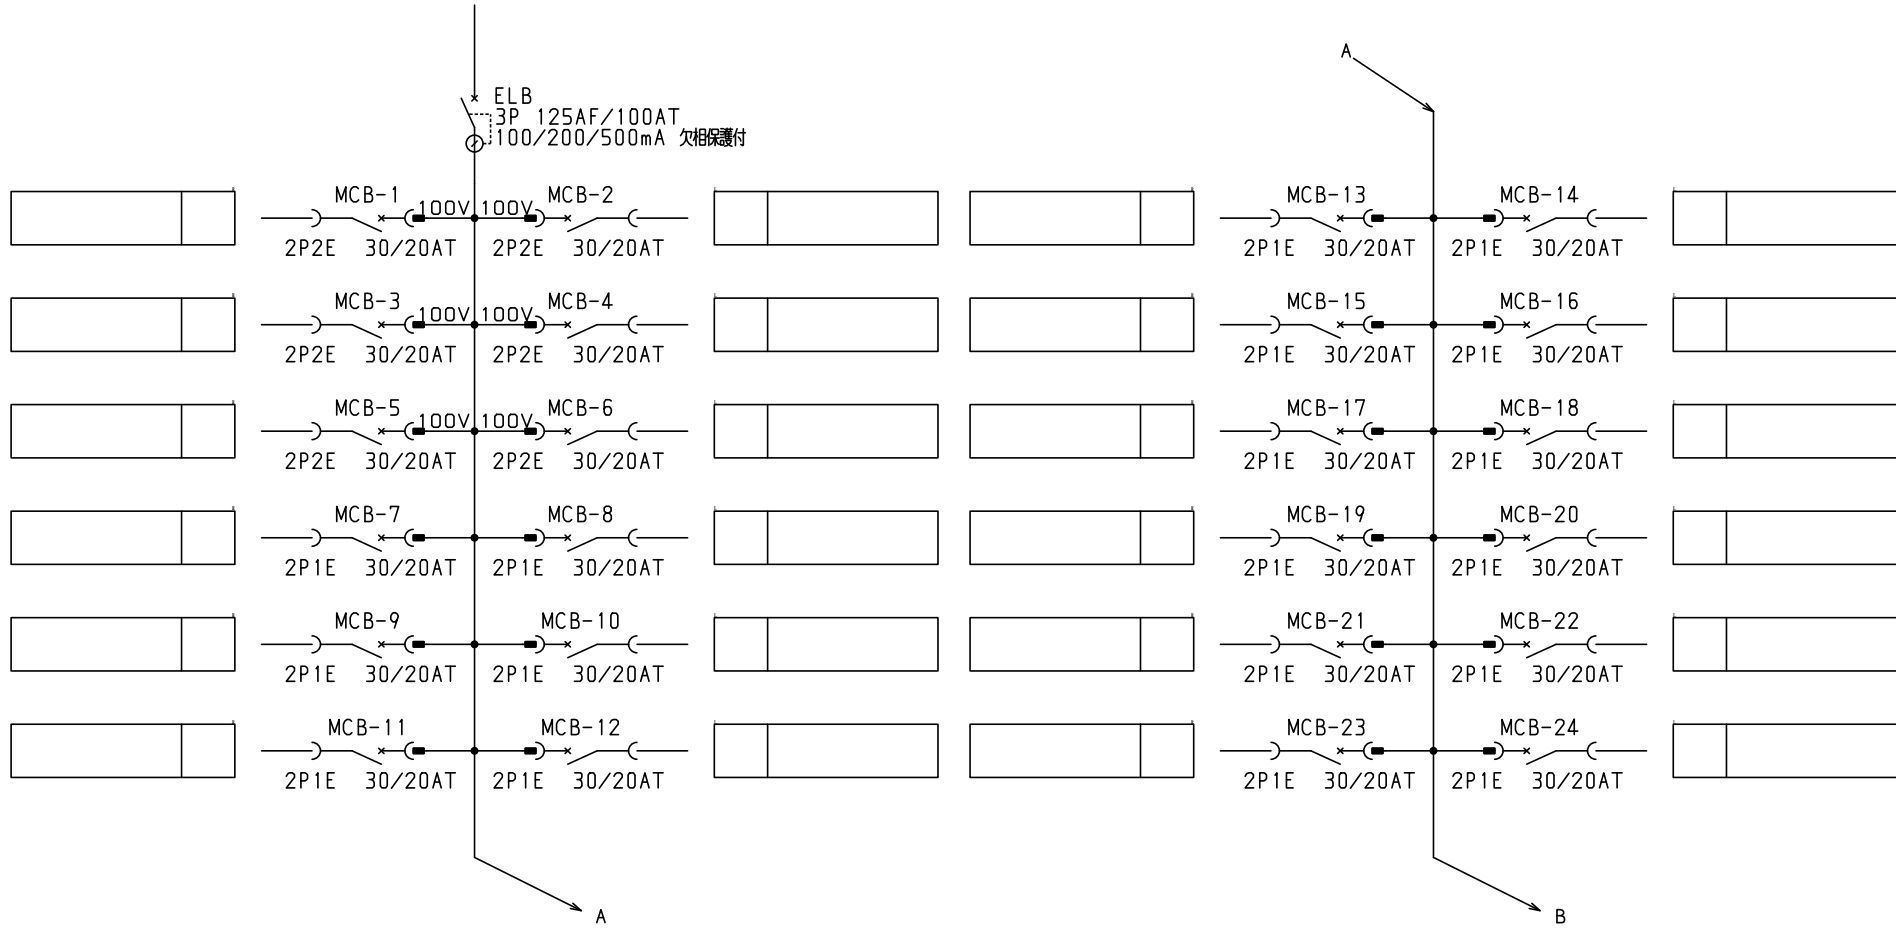 ELB
3P 125AF/100AT
100/200/500mA 欠相保護付
MCB-1 100V 100V MCB-2
2P2E 30/20AT 2P2E 30/20AT
MCB-3 100V 100V MCB-4
2P2E 30/20AT 2P2E 30/20AT
MCB-5 100V 100V MCB-6
2P2E 30/20AT 2P2E 30/20AT
MCB-7 MCB-8
2P1E 30/20AT 2P1E 30/20AT
MCB-9 MCB-10
2P1E 30/20AT 2P1E 30/20AT
MCB-11 MCB-12
2P1E 30/20AT 2P1E 30/20AT
A
A
MCB-13 MCB-14
2P1E 30/20AT 2P1E 30/20AT
MCB-15 MCB-16
2P1E 30/20AT 2P1E 30/20AT
MCB-17 MCB-18
2P1E 30/20AT 2P1E 30/20AT
MCB-19 MCB-20
2P1E 30/20AT 2P1E 30/20AT
MCB-21 MCB-22
2P1E 30/20AT 2P1E 30/20AT
MCB-23 MCB-24
2P1E 30/20AT 2P1E 30/20AT
B